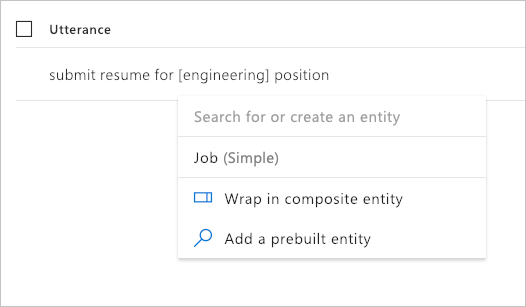 Utterance
submit resume for [engineering] position
Search for or create an entity
Job (Simple)
Wrap in composite entity
Add a prebuilt entity